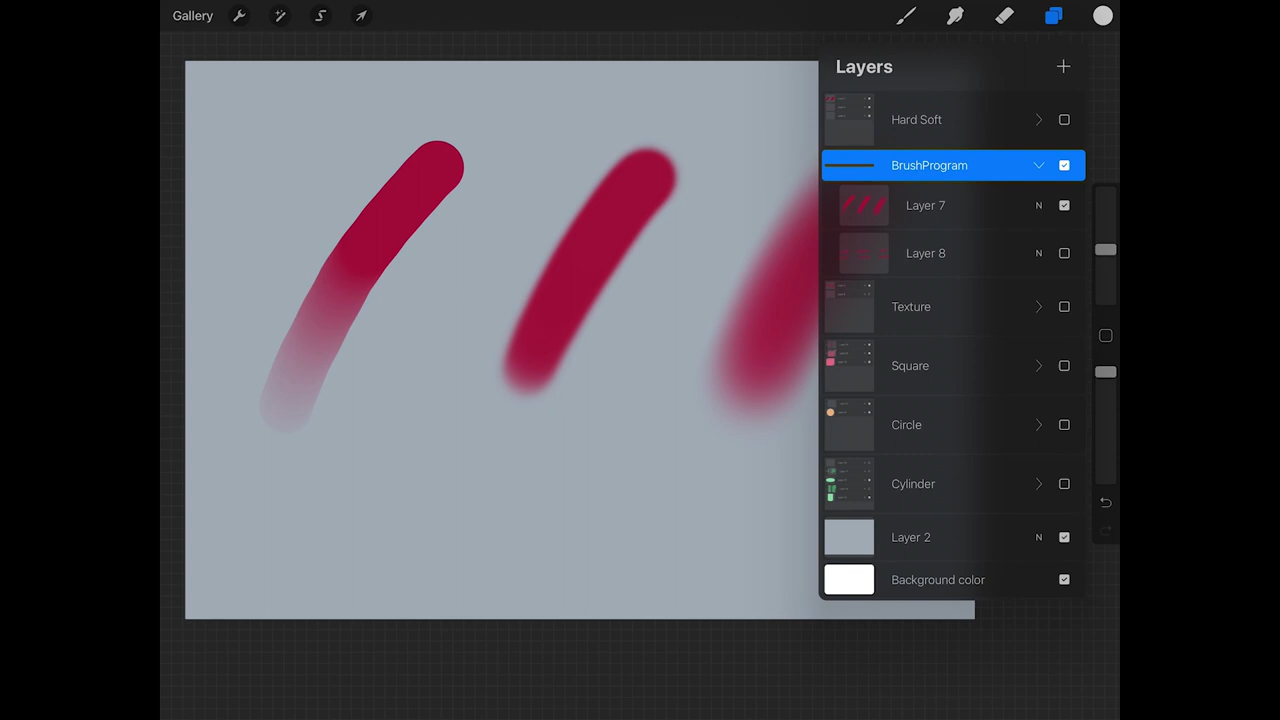 Gallery
Layers
Hard Soft
BrushProgram
Layer 7 N
Layer 8 N
Texture
Square
Circle
Cylinder
Layer 2 N
Background color